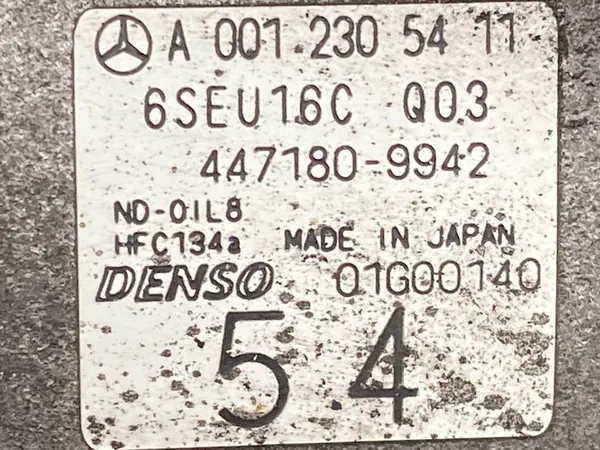 A 001 230 54 11
6SEU16C Q03
447180-9942
ND-OIL8
HFC134a MADE IN JAPAN
DENSO 01G00140
54